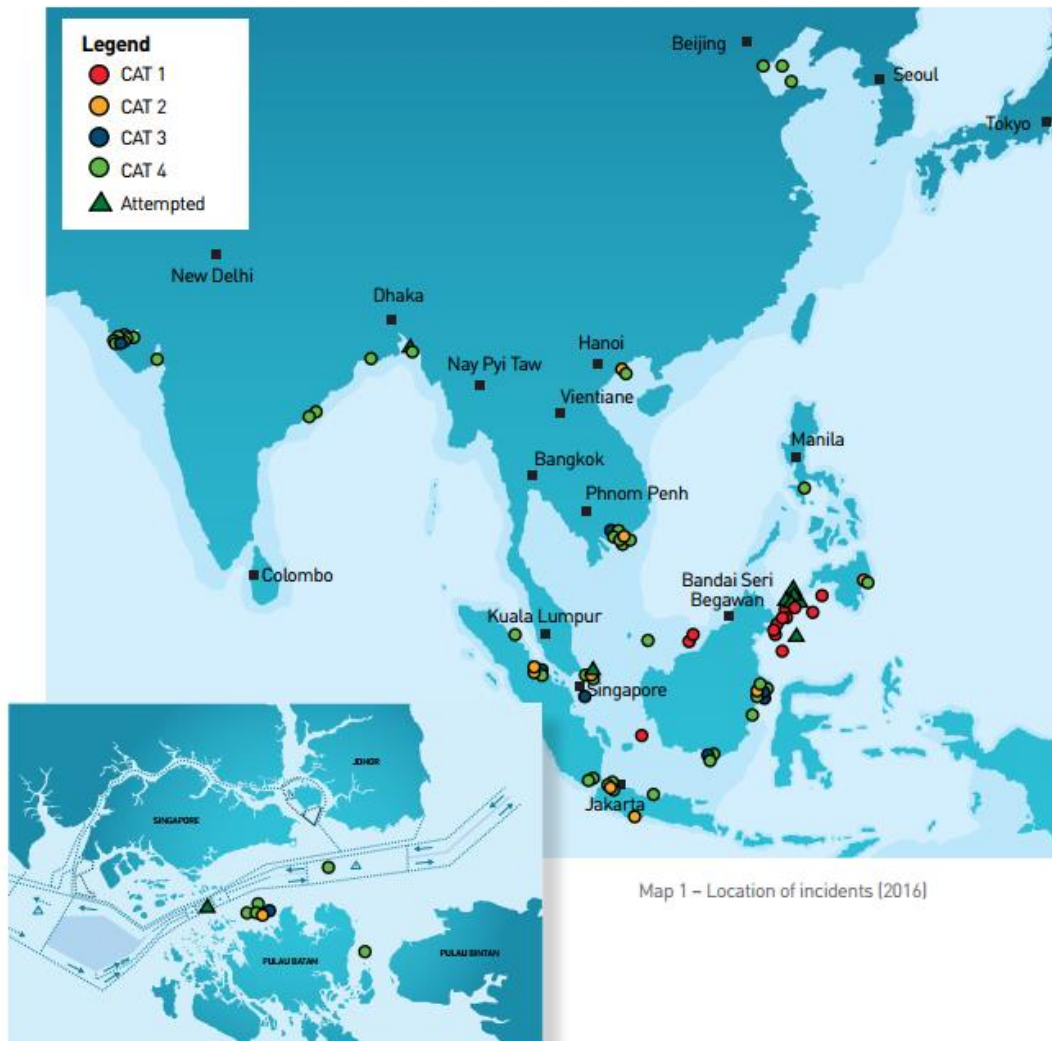 Legend
CAT 1
CAT 2
CAT 3
CAT 4
Attempted
Beijing
Seoul
Tokyo
New Delhi
Dhaka
Hanoi
Nay Pyi Taw
Vientiane
Manila
Bangkok
Phnom Penh
Colombo
Bandai Seri
Begawan
Kuala Lumpur
Singapore
Jakarta
JOHOR
SINGAPORE
PULAU BATAN
PULAU BINTAN
Map 1 – Location of incidents (2016)